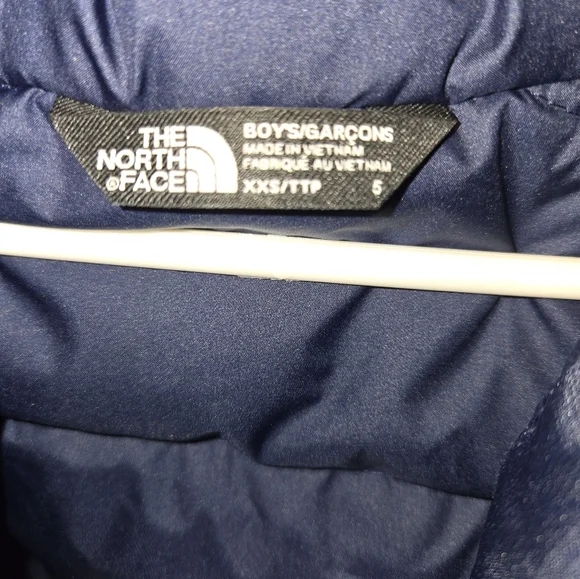 THE
NORTH
FACE
BOY'S/GARÇONS
MADE IN VIETNAM
FABRIQUÉ AU VIETNAM
XXS/TTP 5